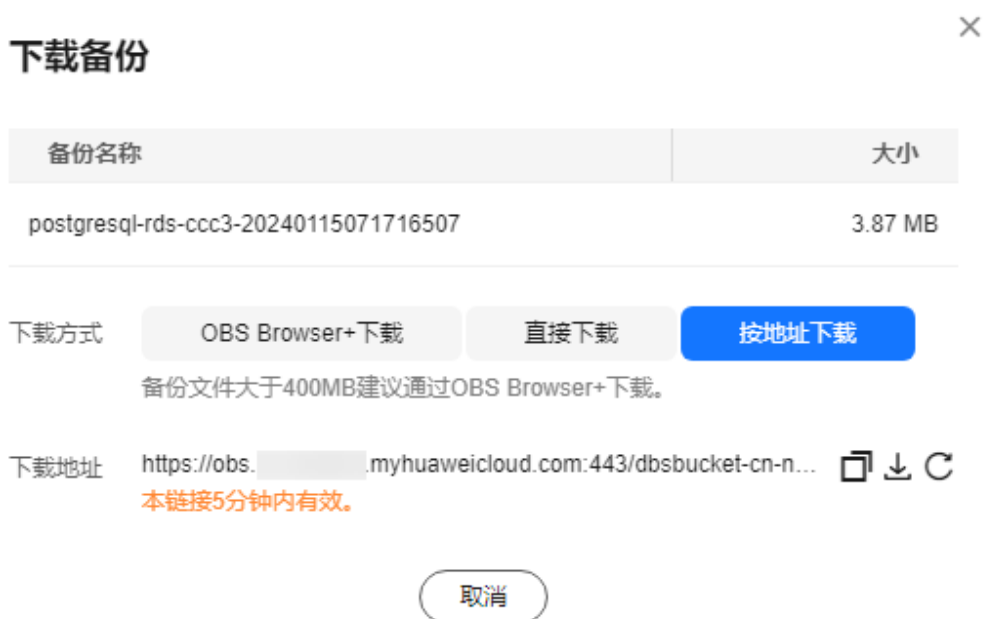 下载备份
备份名称 大小
postgresql-rds-ccc3-20240115071716507 3.87 MB
下载方式 OBS Browser+下载 直接下载 按地址下载
备份文件大于400MB建议通过OBS Browser+下载。
下载地址 https://obs. .myhuaweicloud.com:443/dbsbucket-cn-n...
本链接5分钟内有效。
取消